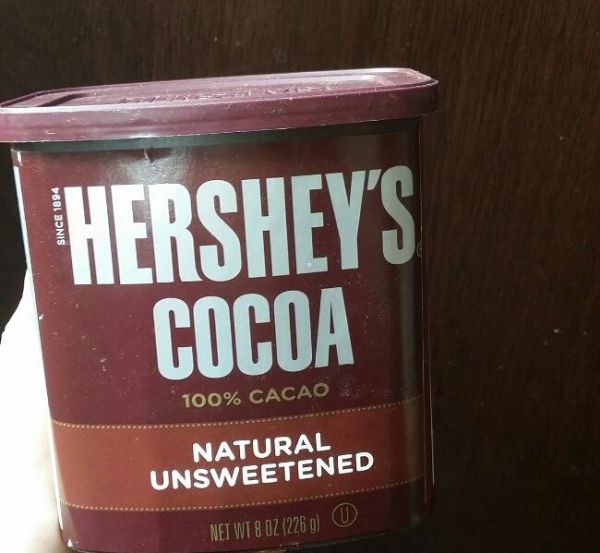 SINCE 1894
HERSHEY'S
COCOA
100% CACAO
NATURAL
UNSWEETENED
NET WT 8 OZ (226 g) U